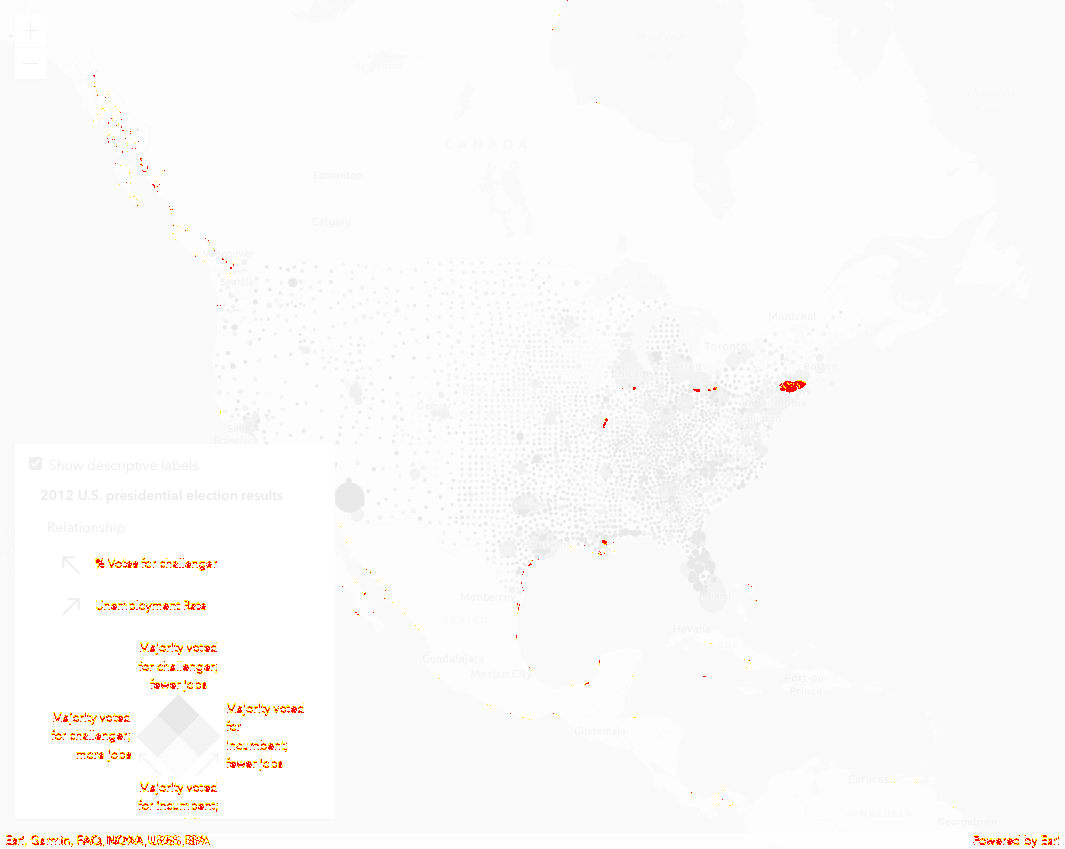 CANADA
Edmonton
Calgary
Seattle
Montreal
Toronto
San
Francisco
Show descriptive labels
2012 U.S. presidential election results
Relationship
% Votes for challenger
Unemployment Rate
Majority voted
for challenger;
fewer jobs
Majority voted
for challenger;
more jobs
Majority voted
for
incumbent;
fewer jobs
Majority voted
for incumbent;
Monterrey
MEXICO
Guadalajara
Mexico City
Havana
Port-au-
Prince
Guatemala
Caracas
Georgetown
Esri, Garmin, FAO, NOAA, USGS, EPA
Powered by Esri